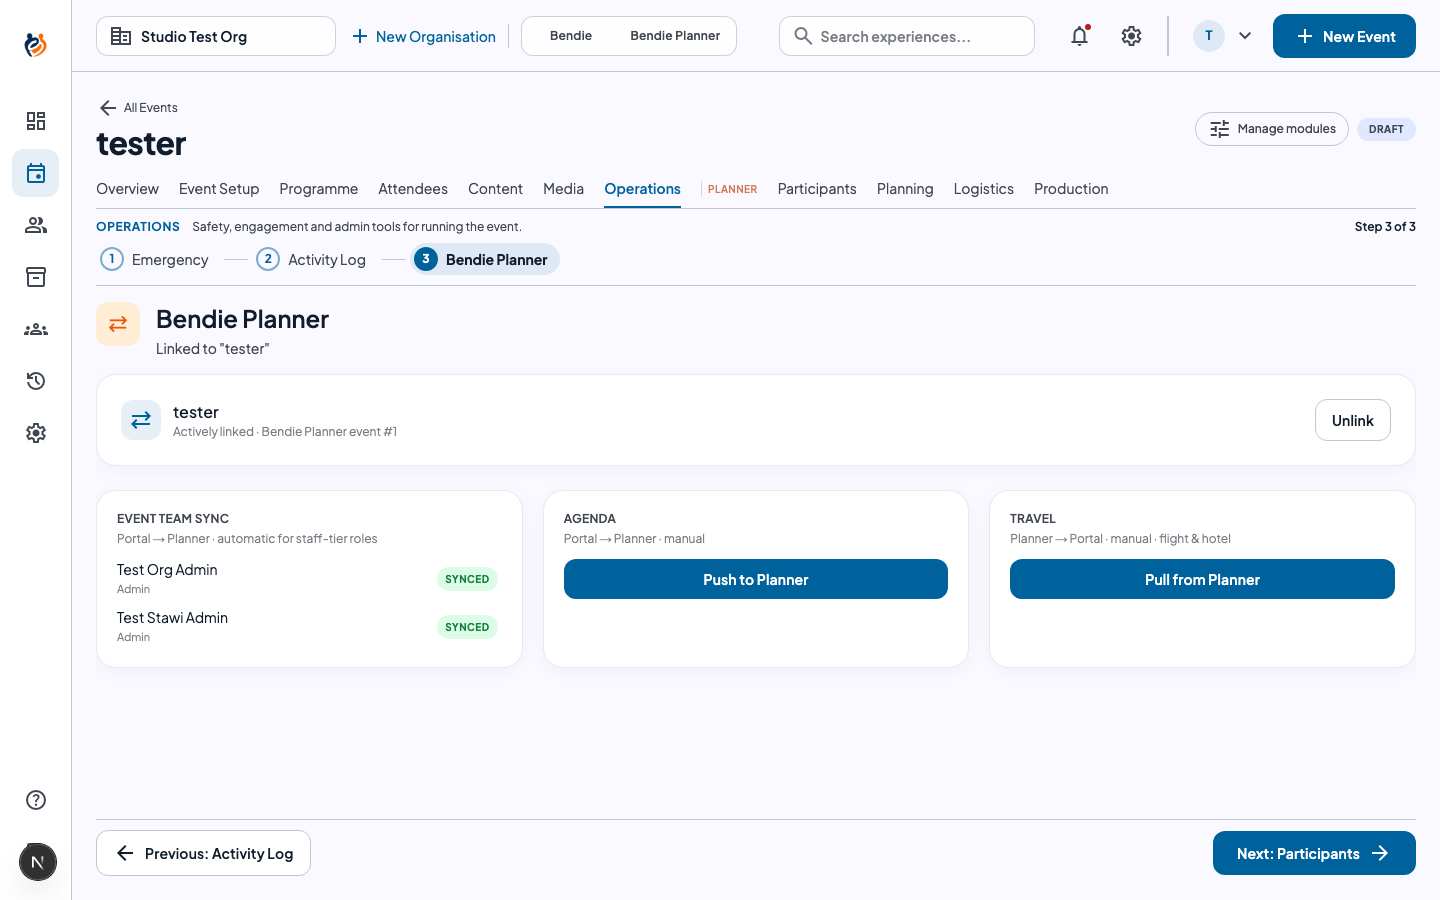 Studio Test Org
New Organisation
Bendie
Bendie Planner
Search experiences...
T
New Event
All Events
tester
Manage modules
DRAFT
Overview
Event Setup
Programme
Attendees
Content
Media
Operations
PLANNER
Participants
Planning
Logistics
Production
OPERATIONS
Safety, engagement and admin tools for running the event.
Step 3 of 3
1
Emergency
2
Activity Log
3
Bendie Planner
Bendie Planner
Linked to "tester"
tester
Actively linked · Bendie Planner event #1
Unlink
EVENT TEAM SYNC
Portal → Planner · automatic for staff-tier roles
Test Org Admin
Admin
SYNCED
Test Stawi Admin
Admin
SYNCED
AGENDA
Portal → Planner · manual
Push to Planner
TRAVEL
Planner → Portal · manual · flight & hotel
Pull from Planner
N
Previous: Activity Log
Next: Participants